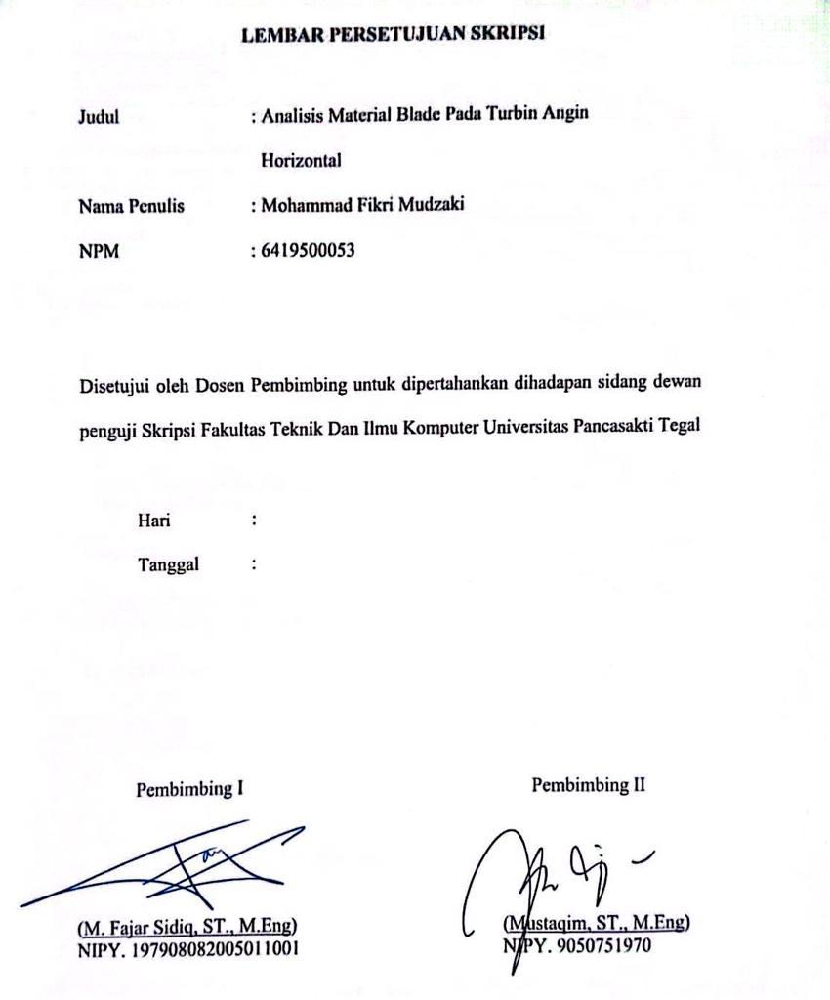 LEMBAR PERSETUJUAN SKRIPSI
Judul : Analisis Material Blade Pada Turbin Angin
Horizontal
Nama Penulis : Mohammad Fikri Mudzaki
NPM : 6419500053
Disetujui oleh Dosen Pembimbing untuk dipertahankan dihadapan sidang dewan
penguji Skripsi Fakultas Teknik Dan Ilmu Komputer Universitas Pancasakti Tegal
Hari :
Tanggal :
Pembimbing I Pembimbing II
(M. Fajar Sidiq, ST., M.Eng) (Mustaqim, ST., M.Eng)
NIPY. 197908082005011001 NIPY. 9050751970